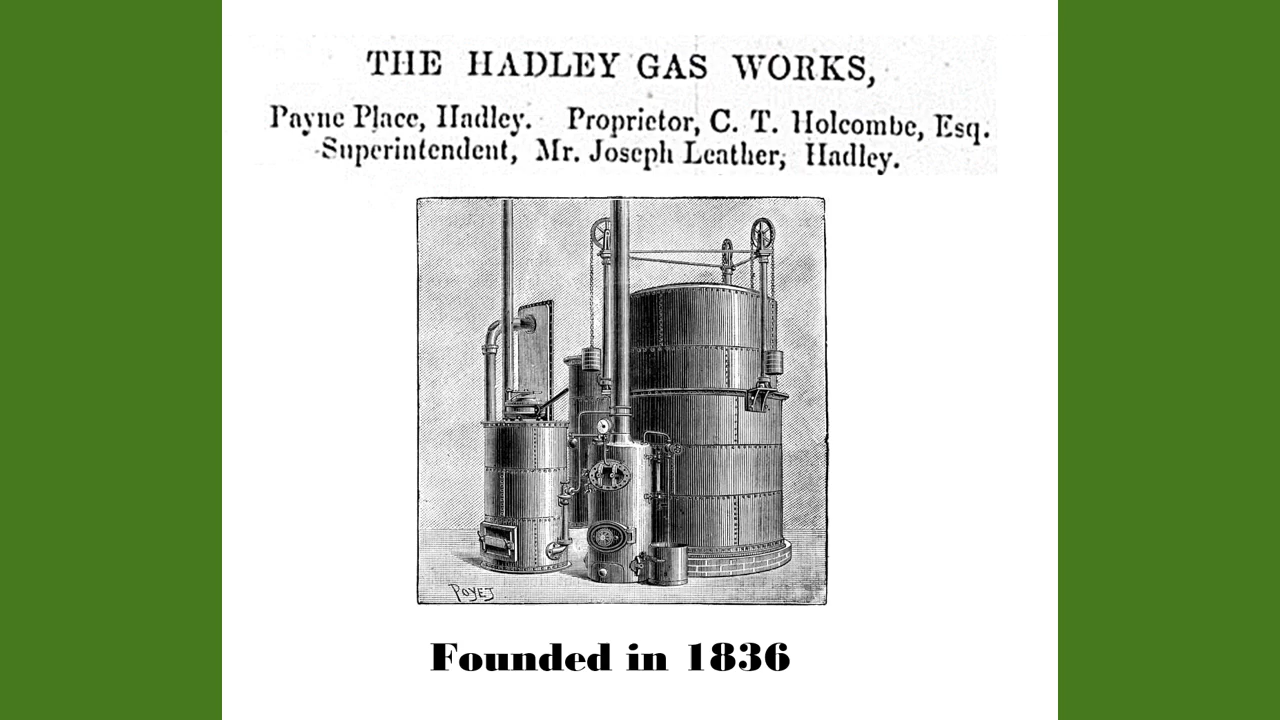 THE HADLEY GAS WORKS,
Payne Place, Hadley. Proprietor, C. T. Holcombe, Esq.
Superintendent, Mr. Joseph Leather, Hadley.
POYET
Founded in 1836